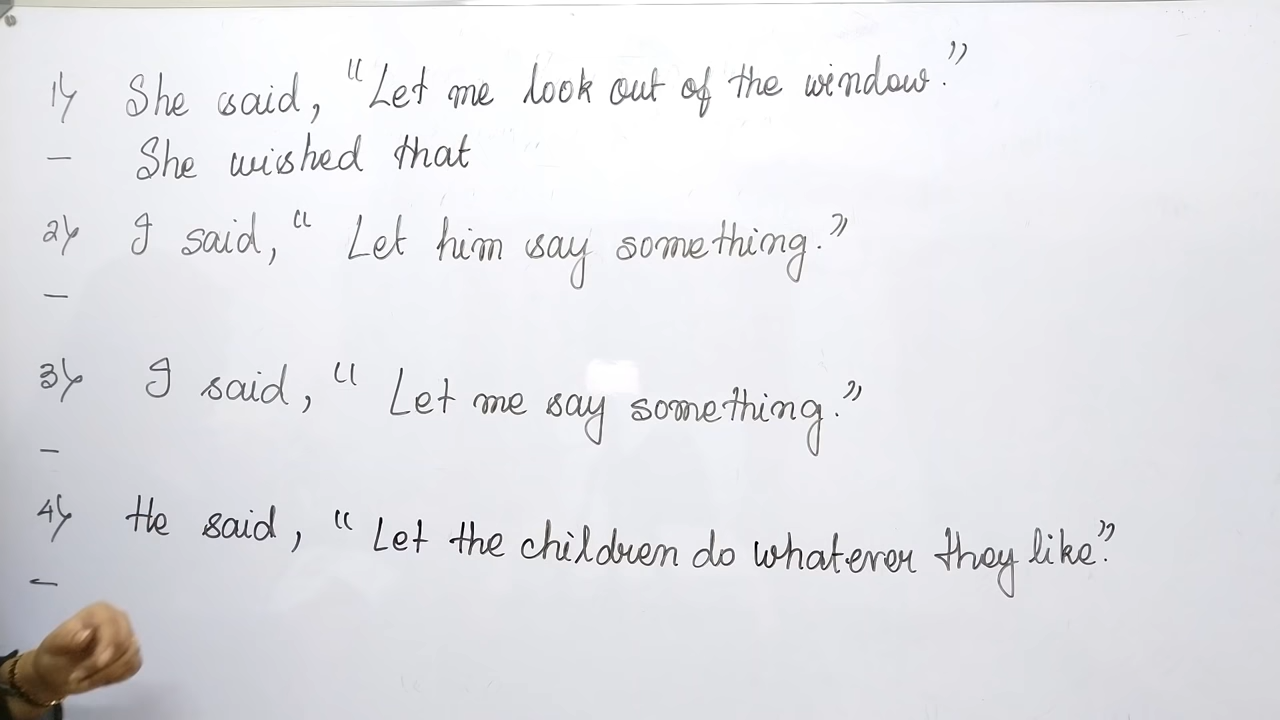 1) She said, "Let me look out of the window."
— She wished that
2) I said, "Let him say something."
—
3) I said, "Let me say something."
—
4) He said, "Let the children do whatever they like".
—